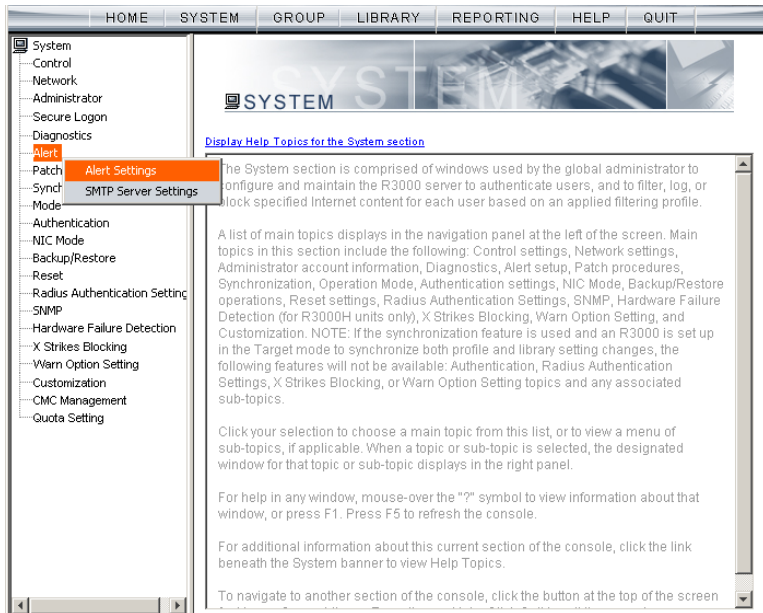 HOME SYSTEM GROUP LIBRARY REPORTING HELP QUIT
System
Control
Network
Administrator
Secure Logon
Diagnostics
Alert
Patch
Alert Settings
Synch
SMTP Server Settings
Mode
Authentication
NIC Mode
Backup/Restore
Reset
Radius Authentication Setting
SNMP
Hardware Failure Detection
X Strikes Blocking
Warn Option Setting
Customization
CMC Management
Quota Setting
SYSTEM
SYSTEM
Display Help Topics for the System section
The System section is comprised of windows used by the global administrator to
configure and maintain the R3000 server to authenticate users, and to filter, log, or
block specified Internet content for each user based on an applied filtering profile.
A list of main topics displays in the navigation panel at the left of the screen. Main
topics in this section include the following: Control settings, Network settings,
Administrator account information, Diagnostics, Alert setup, Patch procedures,
Synchronization, Operation Mode, Authentication settings, NIC Mode, Backup/Restore
operations, Reset settings, Radius Authentication Settings, SNMP, Hardware Failure
Detection (for R3000H units only), X Strikes Blocking, Warn Option Setting, and
Customization. NOTE: If the synchronization feature is used and an R3000 is set up
in the Target mode to synchronize both profile and library setting changes, the
following features will not be available: Authentication, Radius Authentication
Settings, X Strikes Blocking, or Warn Option Setting topics and any associated
sub-topics.
Click your selection to choose a main topic from this list, or to view a menu of
sub-topics, if applicable. When a topic or sub-topic is selected, the designated
window for that topic or sub-topic displays in the right panel.
For help in any window, mouse-over the "?" symbol to view information about that
window, or press F1. Press F5 to refresh the console.
For additional information about this current section of the console, click the link
beneath the System banner to view Help Topics.
To navigate to another section of the console, click the button at the top of the screen